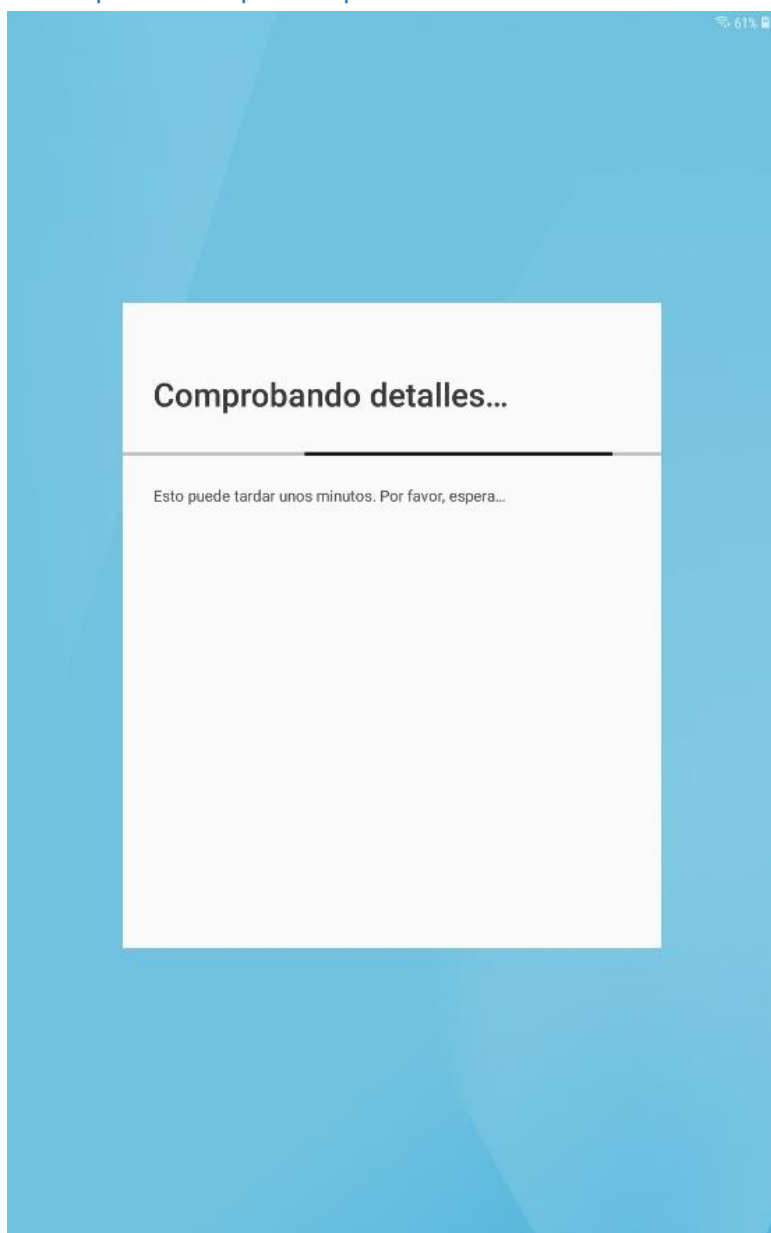 61%
Comprobando detalles...
Esto puede tardar unos minutos. Por favor, espera...